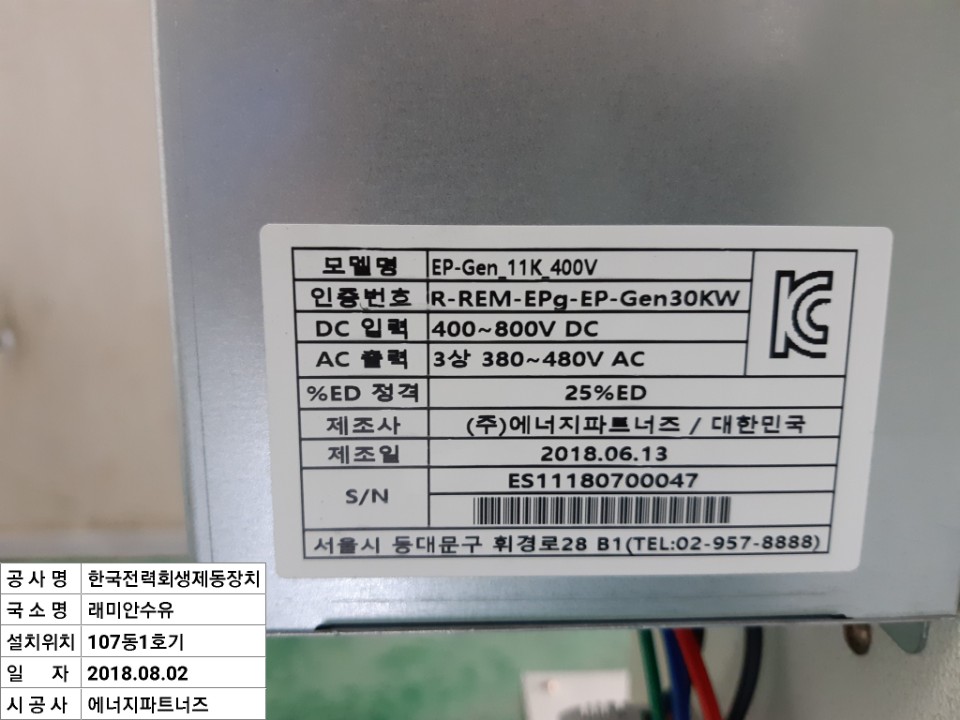 모델명 EP-Gen_11K_400V
인증번호 R-REM-EPg-EP-Gen30KW
DC 입력 400~800V DC
AC 출력 3상 380~480V AC
%ED 정격 25%ED
제조사 (주)에너지파트너즈 / 대한민국
제조일 2018.06.13
S/N ES11180700047
서울시 동대문구 휘경로28 B1(TEL:02-957-8888)
공 사 명 한국전력회생제동장치
국 소 명 래미안수유
설치위치 107동1호기
일 자 2018.08.02
시 공 사 에너지파트너즈